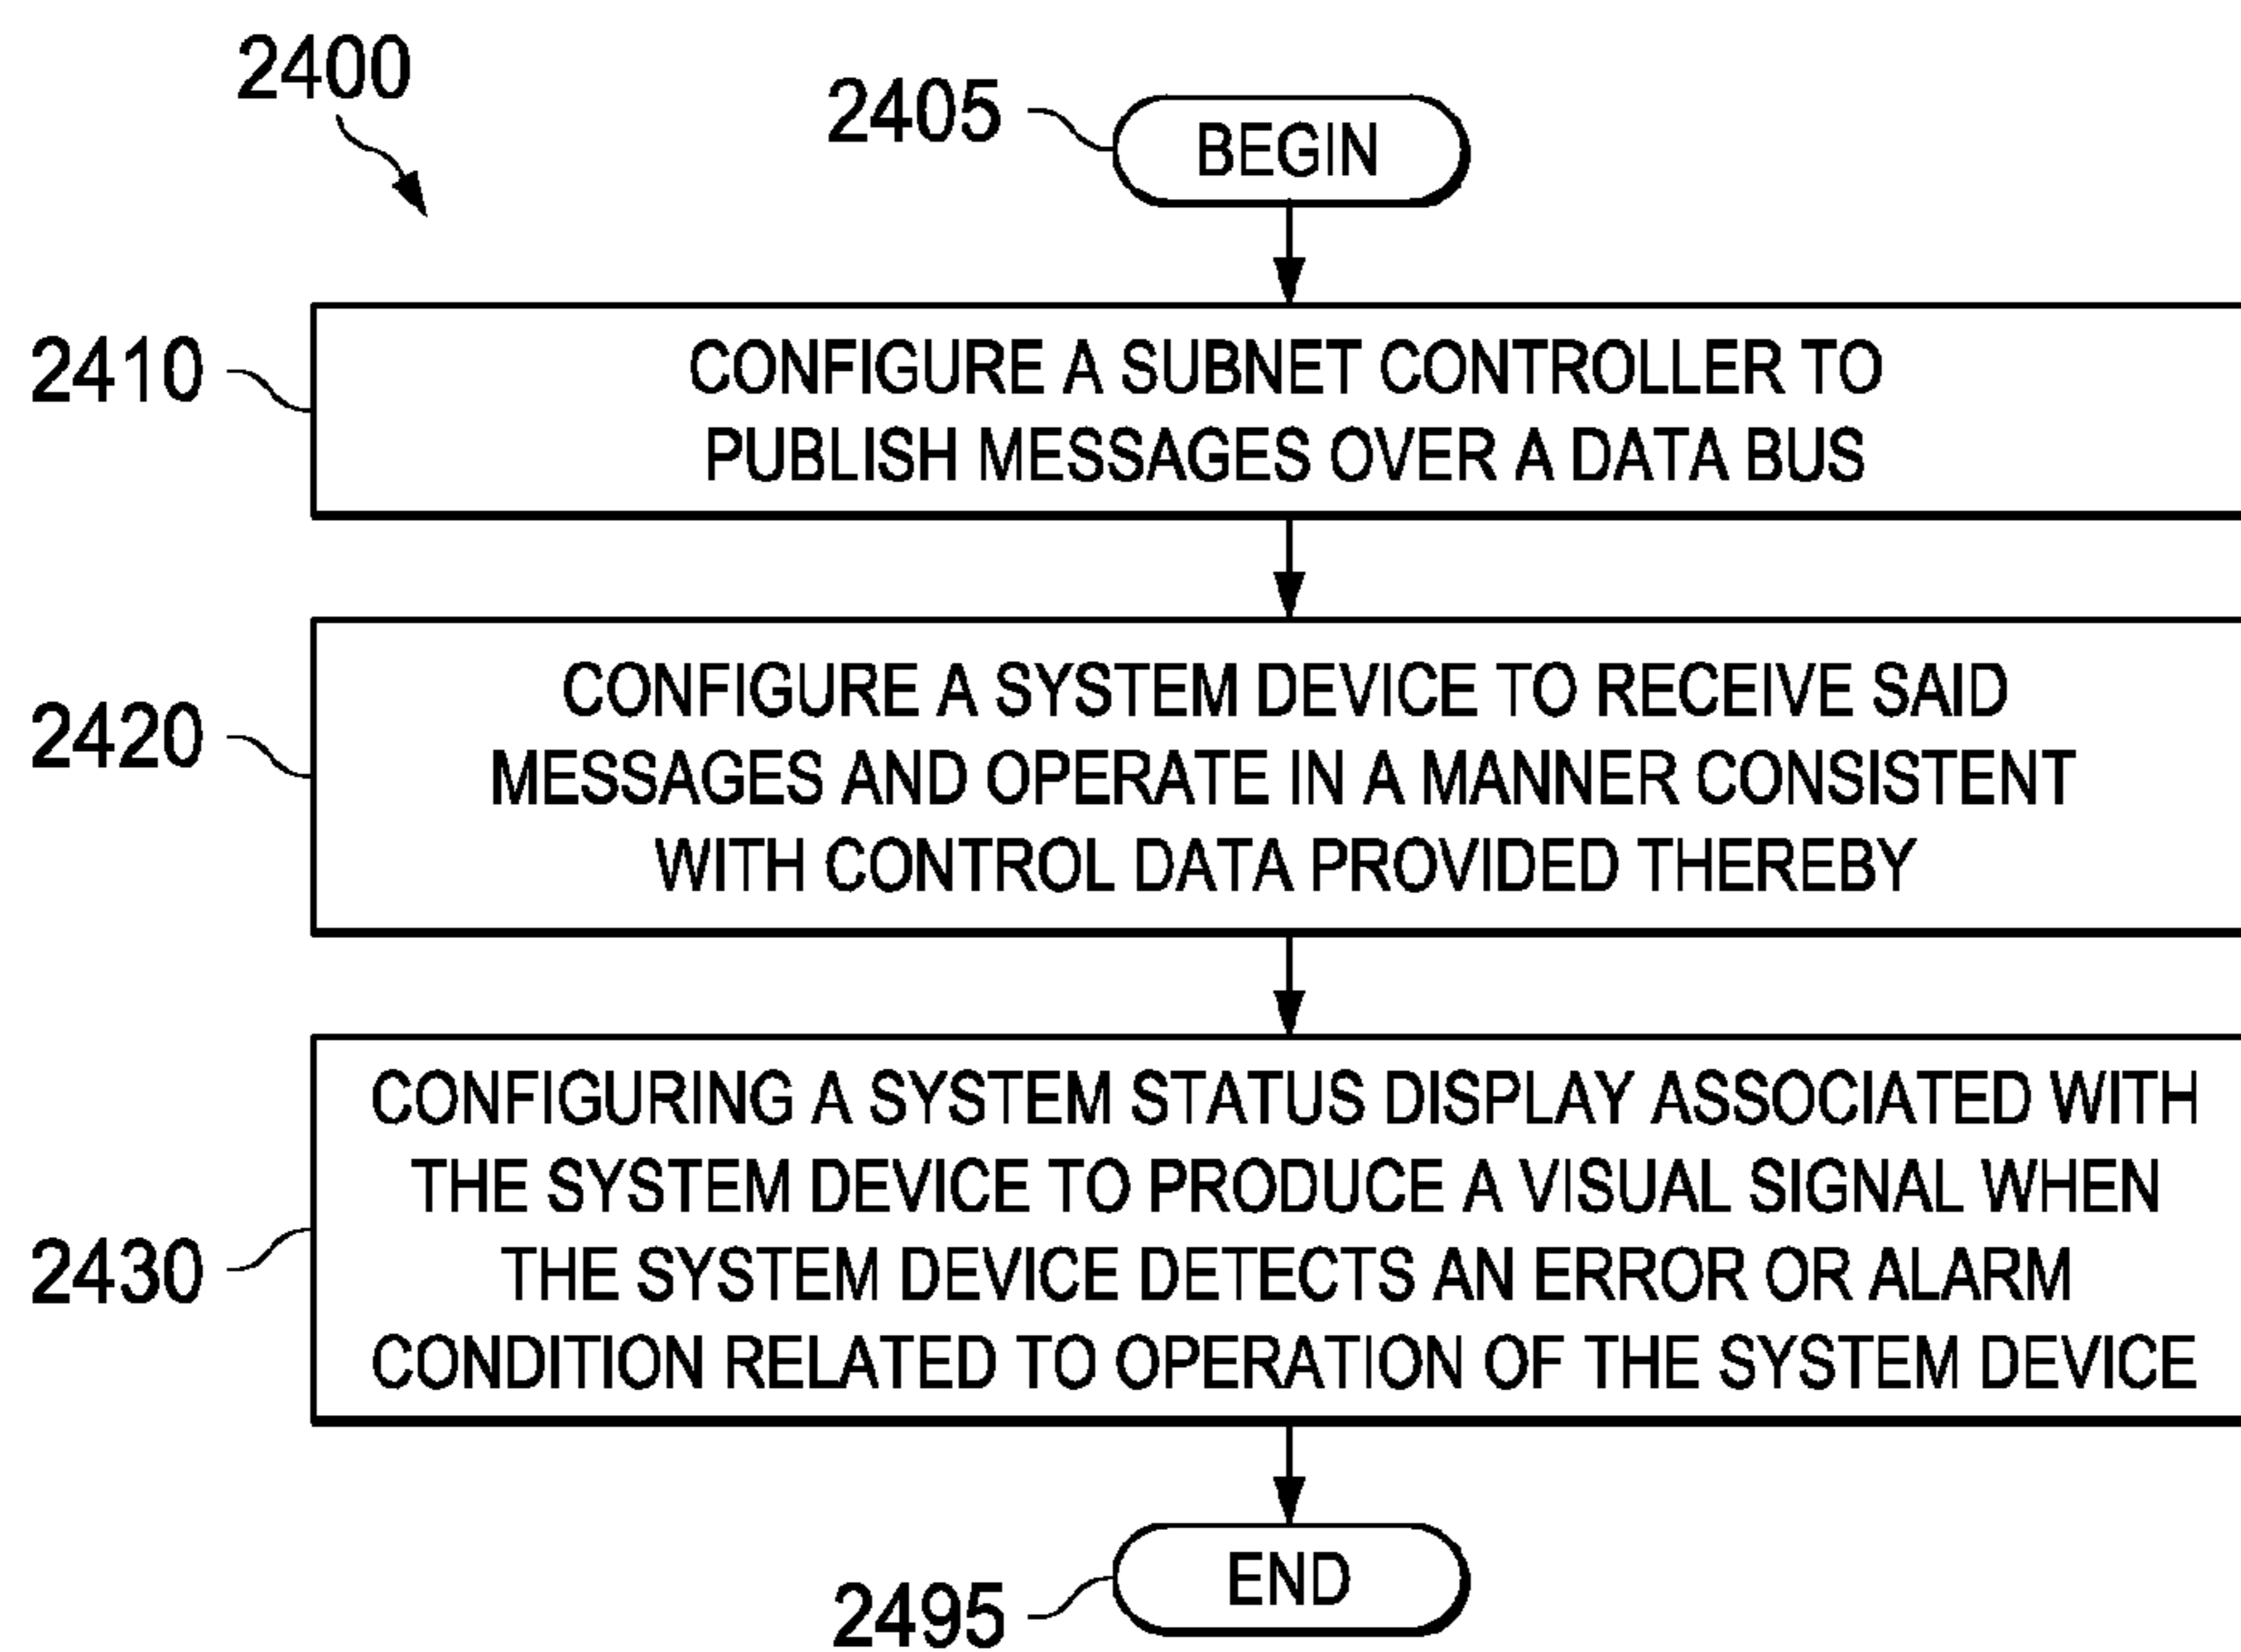 2400
2405
BEGIN
2410
CONFIGURE A SUBNET CONTROLLER TO
PUBLISH MESSAGES OVER A DATA BUS
2420
CONFIGURE A SYSTEM DEVICE TO RECEIVE SAID
MESSAGES AND OPERATE IN A MANNER CONSISTENT
WITH CONTROL DATA PROVIDED THEREBY
2430
CONFIGURING A SYSTEM STATUS DISPLAY ASSOCIATED WITH
THE SYSTEM DEVICE TO PRODUCE A VISUAL SIGNAL WHEN
THE SYSTEM DEVICE DETECTS AN ERROR OR ALARM
CONDITION RELATED TO OPERATION OF THE SYSTEM DEVICE
END
2495